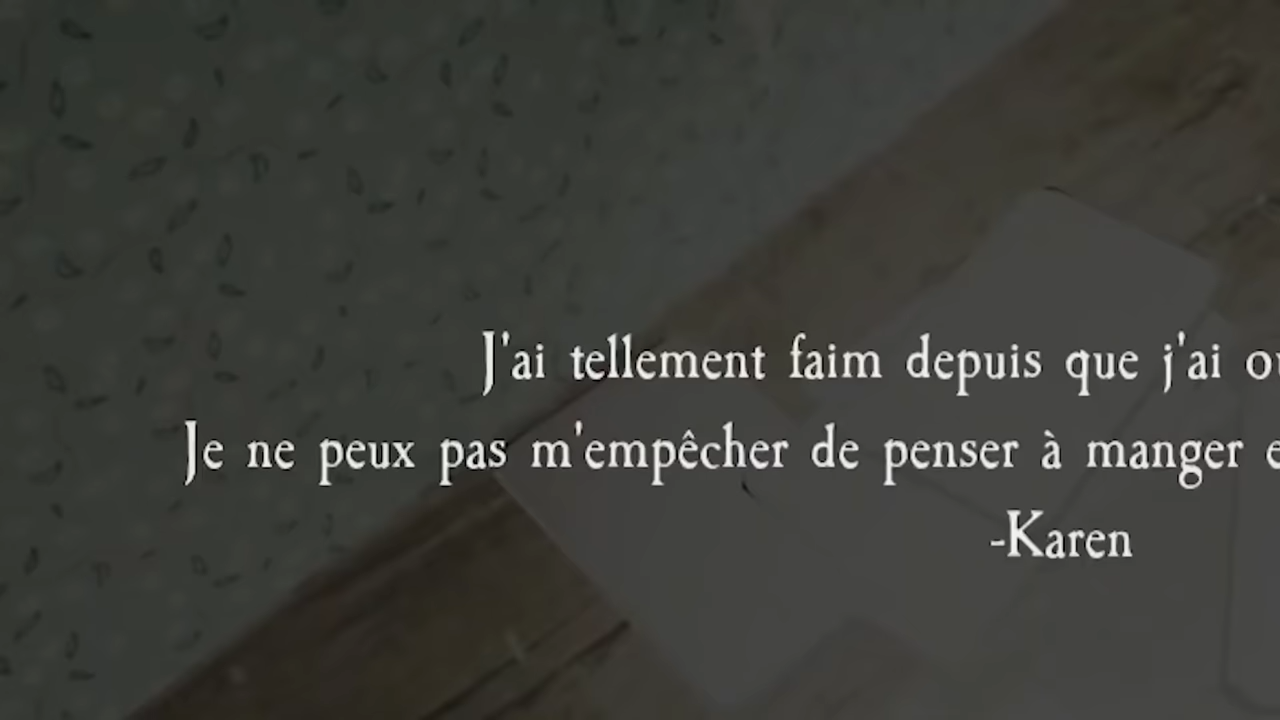 J'ai tellement faim depuis que j'ai
Je ne peux pas m'empêcher de penser à manger
-Karen